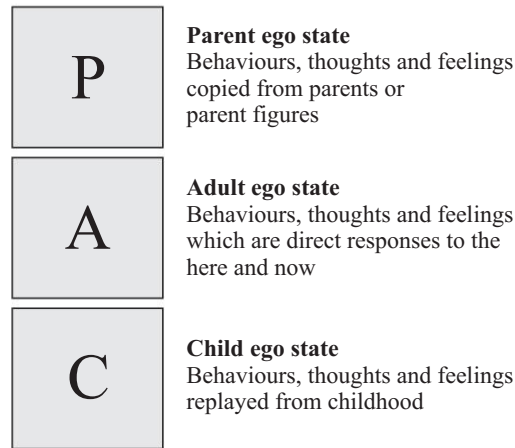 P
Parent ego state
Behaviours, thoughts and feelings
copied from parents or
parent figures
A
Adult ego state
Behaviours, thoughts and feelings
which are direct responses to the
here and now
C
Child ego state
Behaviours, thoughts and feelings
replayed from childhood